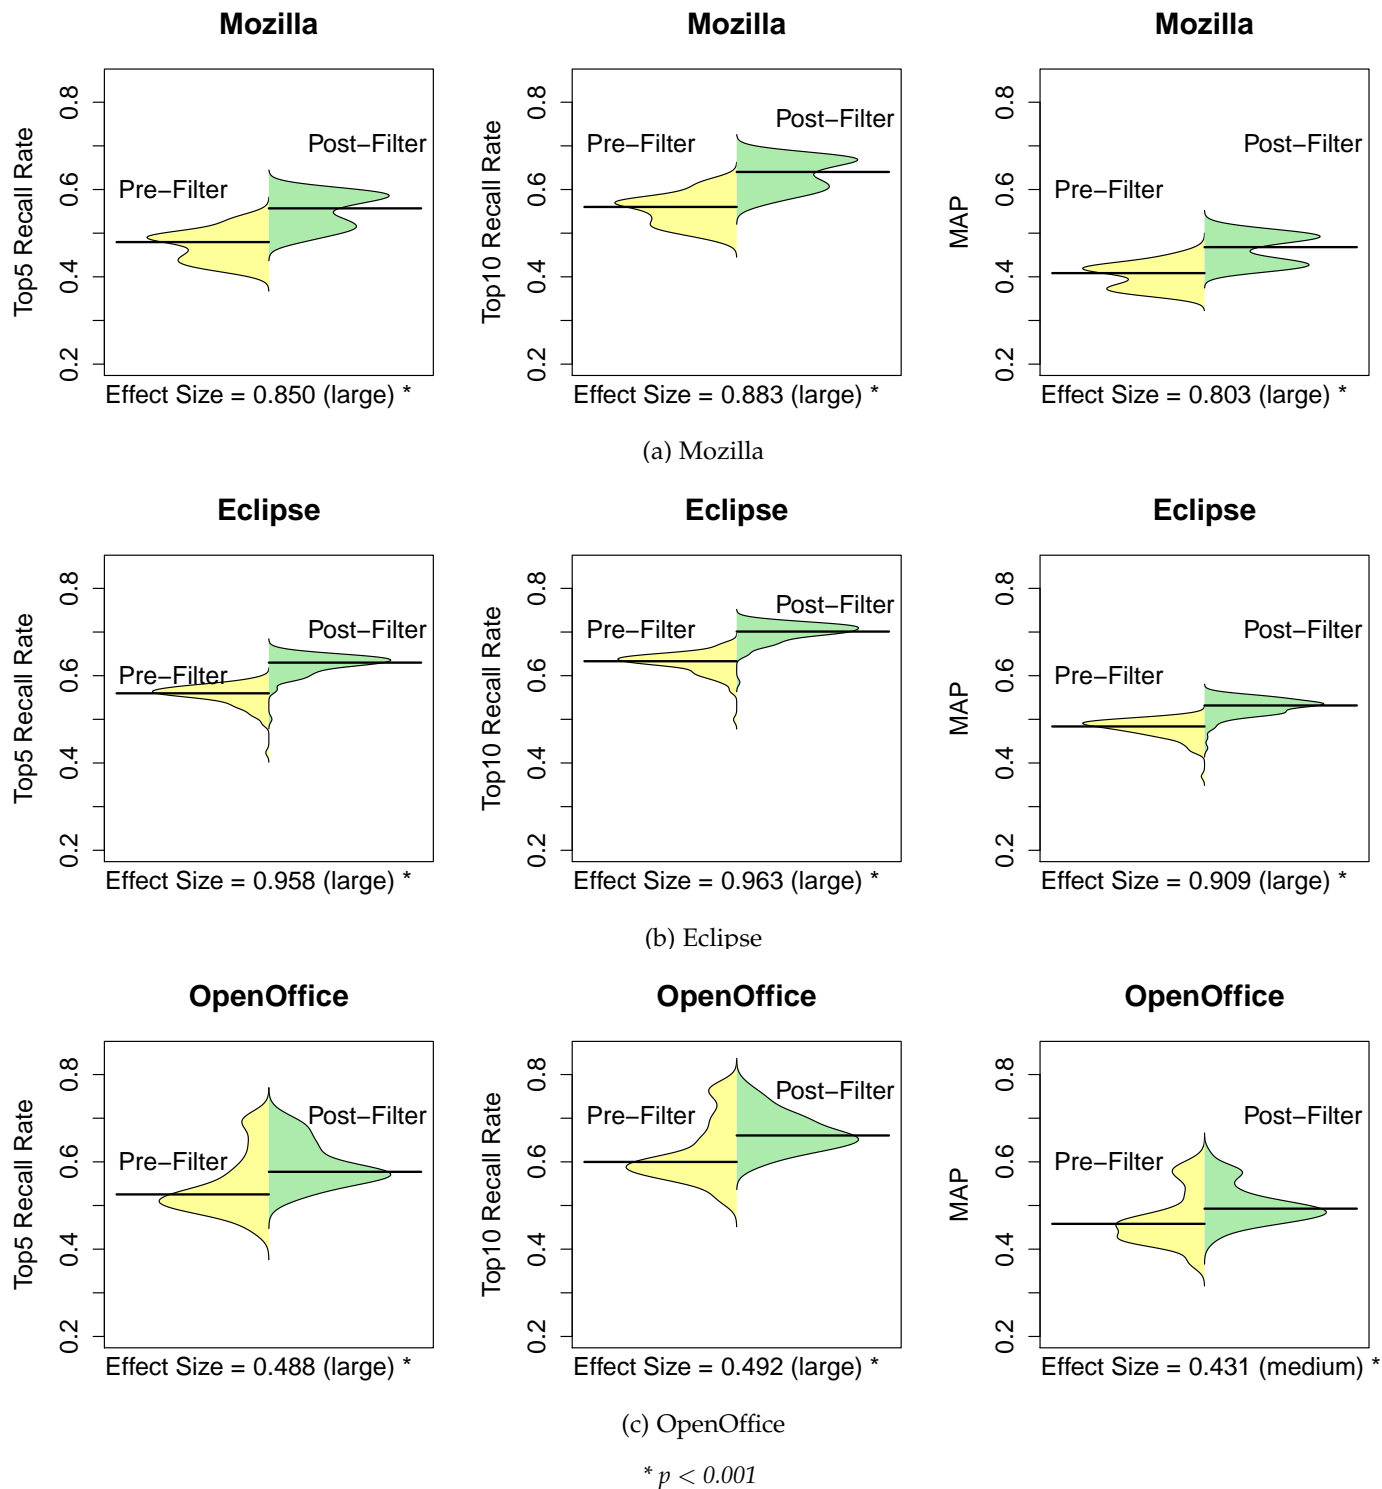 Mozilla
Mozilla
Mozilla
Top5 Recall Rate
0.2 0.4 0.6 0.8
Pre−Filter
Post−Filter
Effect Size = 0.850 (large) *
Top10 Recall Rate
0.2 0.4 0.6 0.8
Pre−Filter
Post−Filter
Effect Size = 0.883 (large) *
MAP
0.2 0.4 0.6 0.8
Pre−Filter
Post−Filter
Effect Size = 0.803 (large) *
(a) Mozilla
Eclipse
Eclipse
Eclipse
Top5 Recall Rate
0.2 0.4 0.6 0.8
Pre−Filter
Post−Filter
Effect Size = 0.958 (large) *
Top10 Recall Rate
0.2 0.4 0.6 0.8
Pre−Filter
Post−Filter
Effect Size = 0.963 (large) *
MAP
0.2 0.4 0.6 0.8
Pre−Filter
Post−Filter
Effect Size = 0.909 (large) *
(b) Eclipse
OpenOffice
OpenOffice
OpenOffice
Top5 Recall Rate
0.2 0.4 0.6 0.8
Pre−Filter
Post−Filter
Effect Size = 0.488 (large) *
Top10 Recall Rate
0.2 0.4 0.6 0.8
Pre−Filter
Post−Filter
Effect Size = 0.492 (large) *
MAP
0.2 0.4 0.6 0.8
Pre−Filter
Post−Filter
Effect Size = 0.431 (medium) *
(c) OpenOffice
* p < 0.001